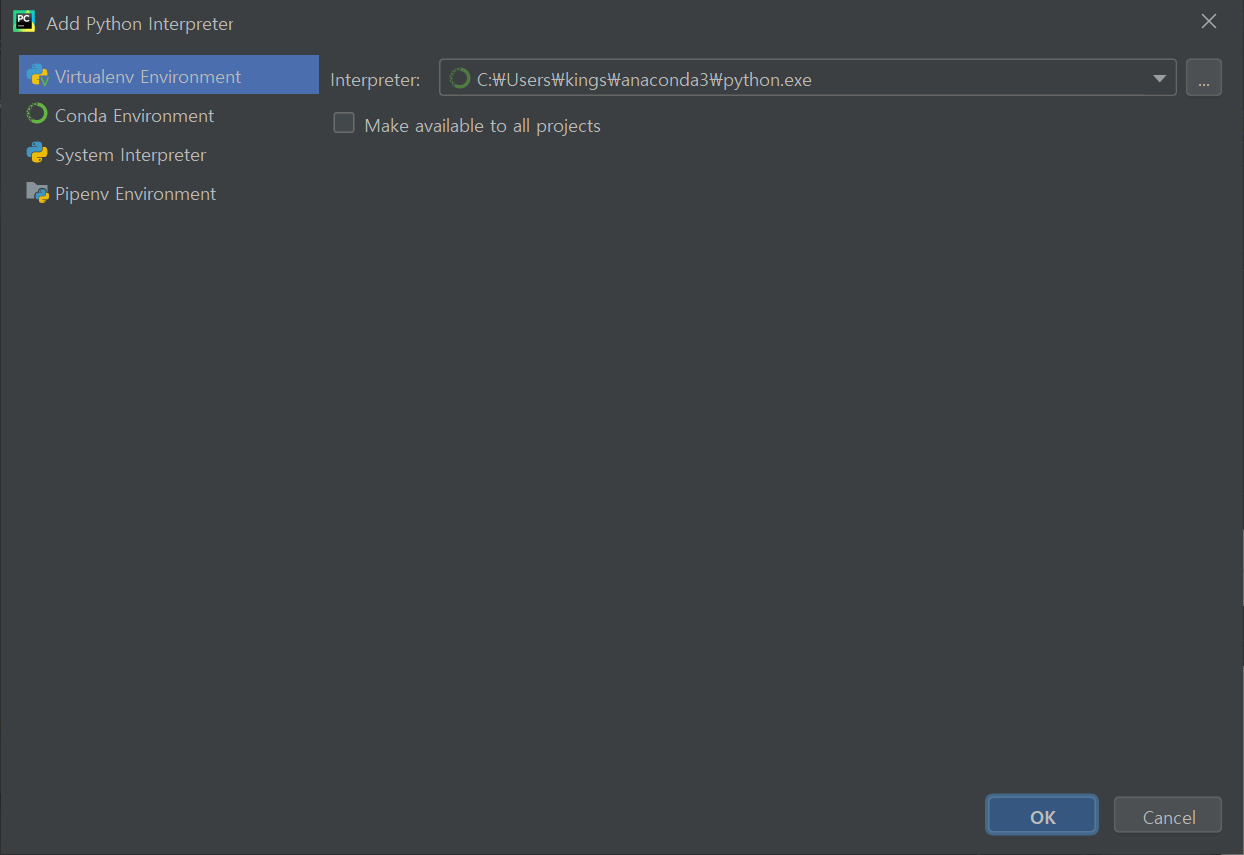 PC
Add Python Interpreter
Virtualenv Environment
Conda Environment
System Interpreter
Pipenv Environment
Interpreter: C:₩Users₩kings₩anaconda3₩python.exe ...
Make available to all projects
OK Cancel